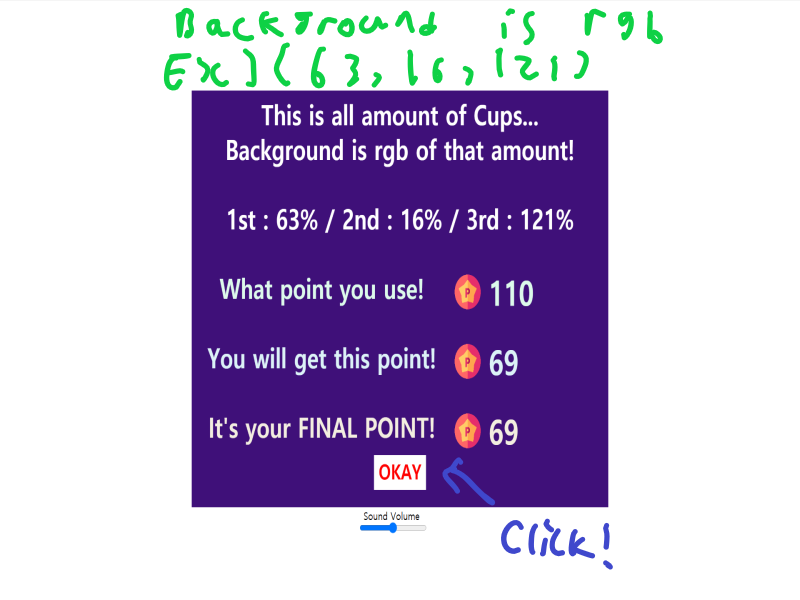 Background is rgb
Ex](63,16,121)
This is all amount of Cups...
Background is rgb of that amount!
1st : 63% / 2nd : 16% / 3rd : 121%
What point you use! P 110
You will get this point! P 69
It's your FINAL POINT! P 69
OKAY
Sound Volume
Click!